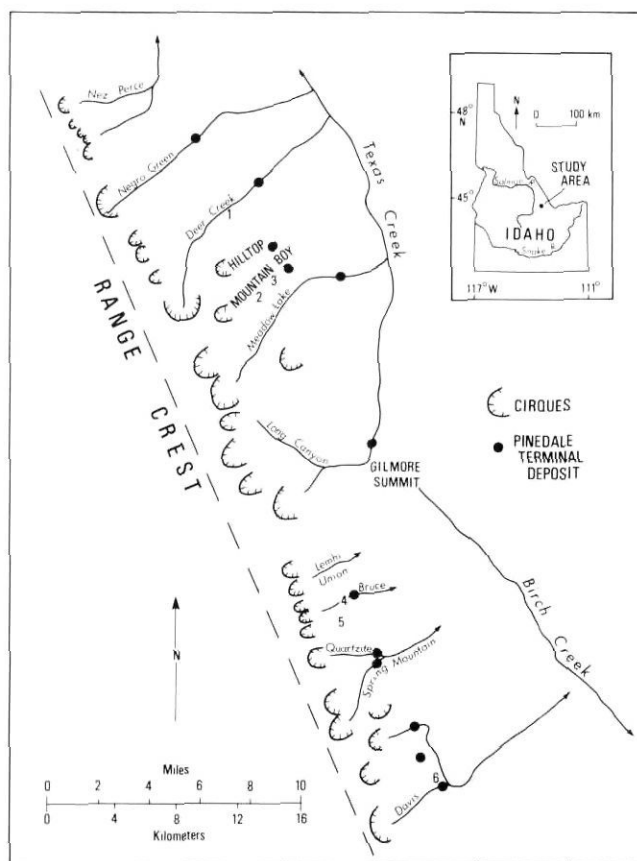 Nez Perce
Negro Green
Deer Creek
1
HILLTOP
MOUNTAIN BOY
2
3
Meadow Lake
Texas
Creek
Long Canyon
GILMORE
SUMMIT
RANGE CREST
Lemhi
Union
4
Bruce
5
Quartzite
Spring Mountain
Birch Creek
6
Davis
N
Miles
0 2 4 6 8 10
0 4 8 12 16
Kilometers
48°
N
N
0 100 km
Salmon R
STUDY
AREA
45°
IDAHO
Snake R
117°W
111°
CIRQUES
PINEDALE
TERMINAL
DEPOSIT